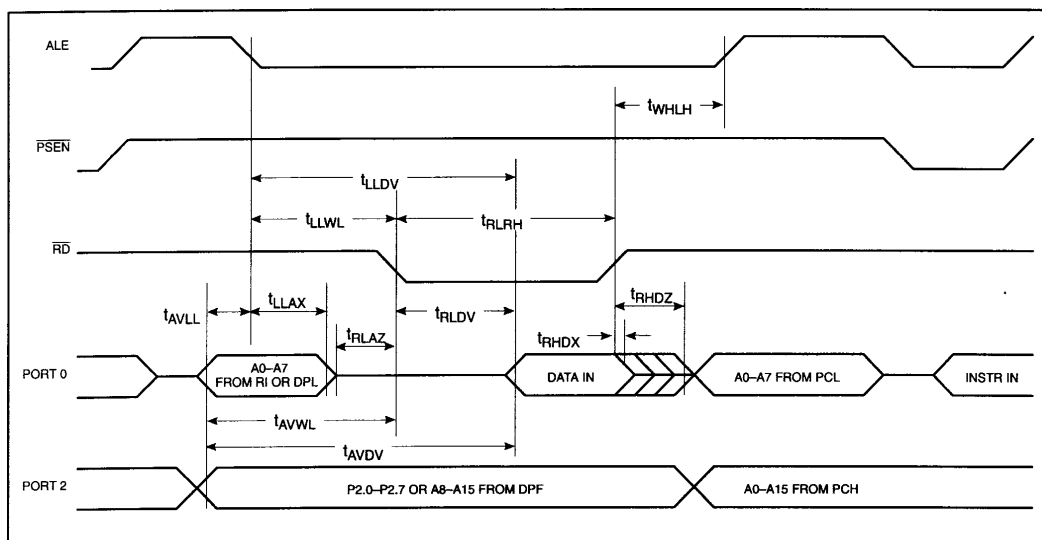 ALE
tWHLH
PSEN
tLLDV
tLLWL
tRLRH
RD
tAVLL
tLLAX
tRLAZ
tRLDV
tRHDZ
tRHDX
PORT 0
A0–A7
FROM RI OR DPL
DATA IN
A0–A7 FROM PCL
INSTR IN
tAVWL
tAVDV
PORT 2
P2.0–P2.7 OR A8–A15 FROM DPF
A0–A15 FROM PCH